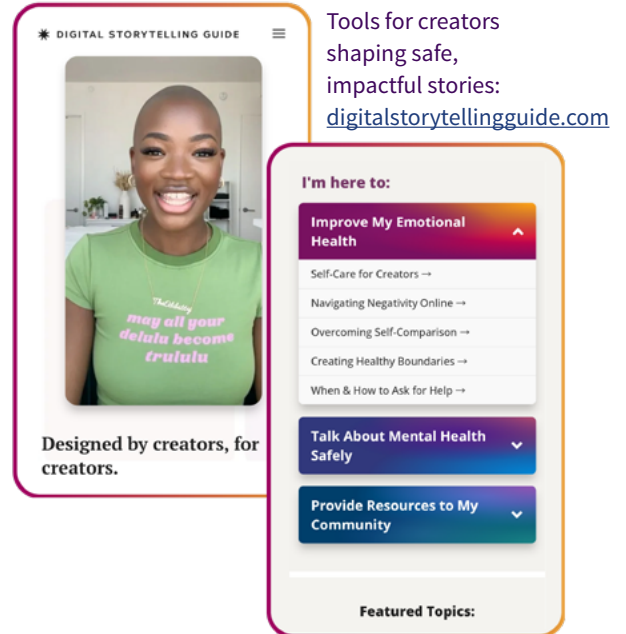 Tools for creators
shaping safe,
impactful stories:
digitalstorytellingguide.com
DIGITAL STORYTELLING GUIDE
TheLikkity
may all your
delulu become
trululu
Designed by creators, for
creators.
I'm here to:
Improve My Emotional
Health
Self-Care for Creators →
Navigating Negativity Online →
Overcoming Self-Comparison →
Creating Healthy Boundaries →
When & How to Ask for Help →
Talk About Mental Health
Safely
Provide Resources to My
Community
Featured Topics: